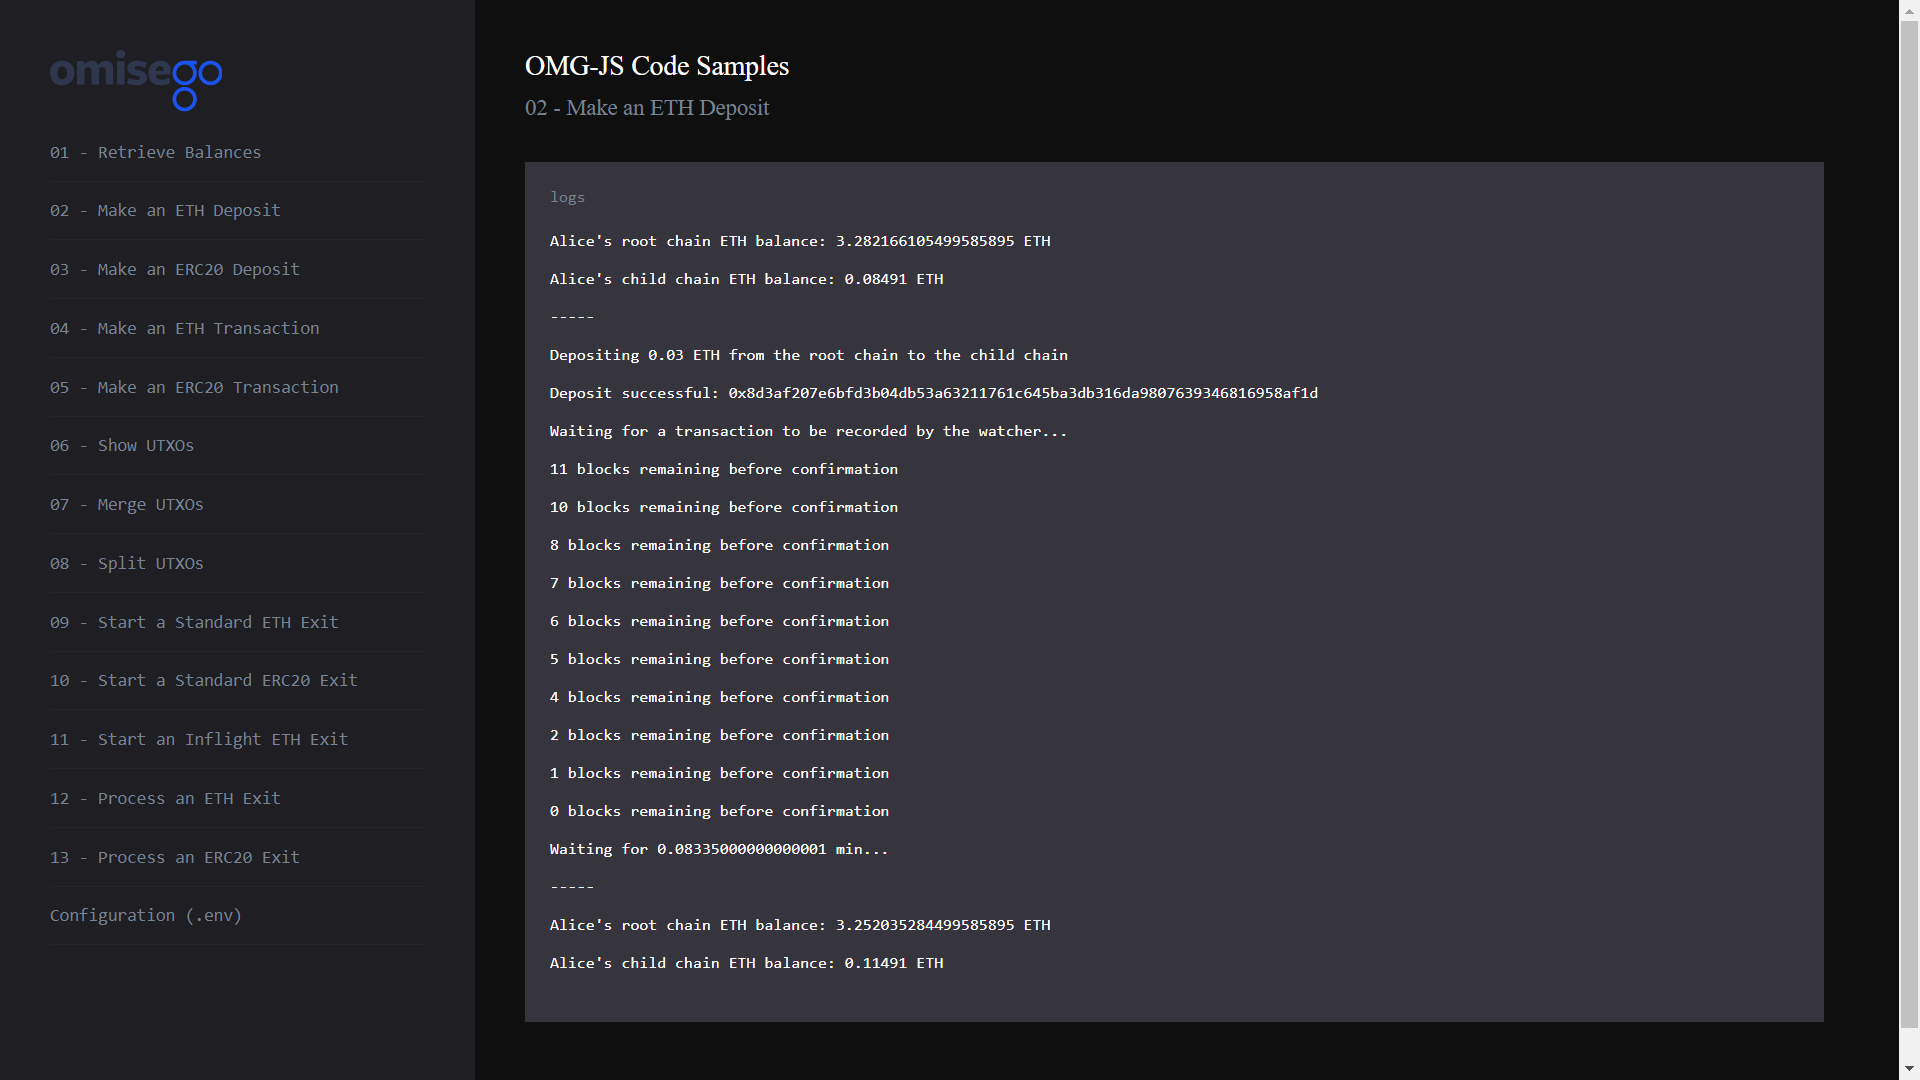 omisego
01 - Retrieve Balances
02 - Make an ETH Deposit
03 - Make an ERC20 Deposit
04 - Make an ETH Transaction
05 - Make an ERC20 Transaction
06 - Show UTXOs
07 - Merge UTXOs
08 - Split UTXOs
09 - Start a Standard ETH Exit
10 - Start a Standard ERC20 Exit
11 - Start an Inflight ETH Exit
12 - Process an ETH Exit
13 - Process an ERC20 Exit
Configuration (.env)
OMG-JS Code Samples
02 - Make an ETH Deposit
logs
Alice's root chain ETH balance: 3.282166105499585895 ETH
Alice's child chain ETH balance: 0.08491 ETH
-----
Depositing 0.03 ETH from the root chain to the child chain
Deposit successful: 0x8d3af207e6bfd3b04db53a63211761c645ba3db316da9807639346816958af1d
Waiting for a transaction to be recorded by the watcher...
11 blocks remaining before confirmation
10 blocks remaining before confirmation
8 blocks remaining before confirmation
7 blocks remaining before confirmation
6 blocks remaining before confirmation
5 blocks remaining before confirmation
4 blocks remaining before confirmation
2 blocks remaining before confirmation
1 blocks remaining before confirmation
0 blocks remaining before confirmation
Waiting for 0.08335000000000001 min...
-----
Alice's root chain ETH balance: 3.252035284499585895 ETH
Alice's child chain ETH balance: 0.11491 ETH